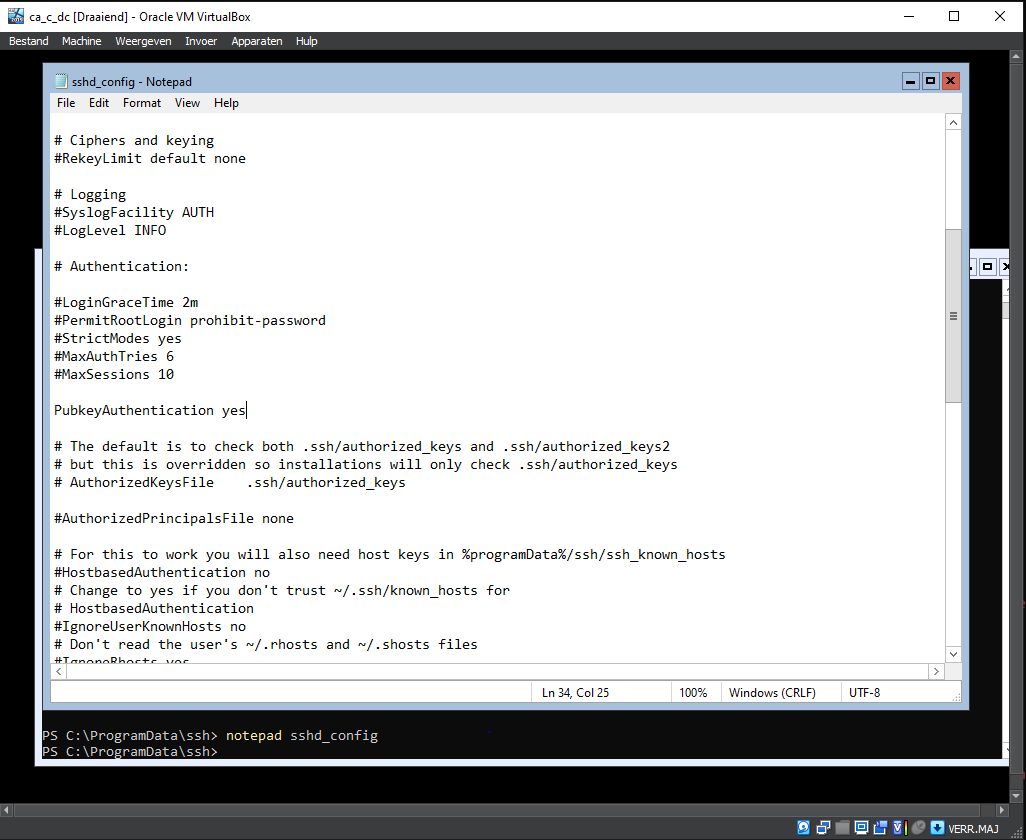 ca_c_dc [Draaiend] - Oracle VM VirtualBox
Bestand Machine Weergeven Invoer Apparaten Hulp
sshd_config - Notepad
File Edit Format View Help
# Ciphers and keying
#RekeyLimit default none
# Logging
#SyslogFacility AUTH
#LogLevel INFO
# Authentication:
#LoginGraceTime 2m
#PermitRootLogin prohibit-password
#StrictModes yes
#MaxAuthTries 6
#MaxSessions 10
PubkeyAuthentication yes
# The default is to check both .ssh/authorized_keys and .ssh/authorized_keys2
# but this is overridden so installations will only check .ssh/authorized_keys
# AuthorizedKeysFile    .ssh/authorized_keys
#AuthorizedPrincipalsFile none
# For this to work you will also need host keys in %programData%/ssh/ssh_known_hosts
#HostbasedAuthentication no
# Change to yes if you don't trust ~/.ssh/known_hosts for
# HostbasedAuthentication
#IgnoreUserKnownHosts no
# Don't read the user's ~/.rhosts and ~/.shosts files
#IgnoreRhosts yes
Ln 34, Col 25 100% Windows (CRLF) UTF-8
PS C:\ProgramData\ssh> notepad sshd_config
PS C:\ProgramData\ssh>
VERR.MAJ